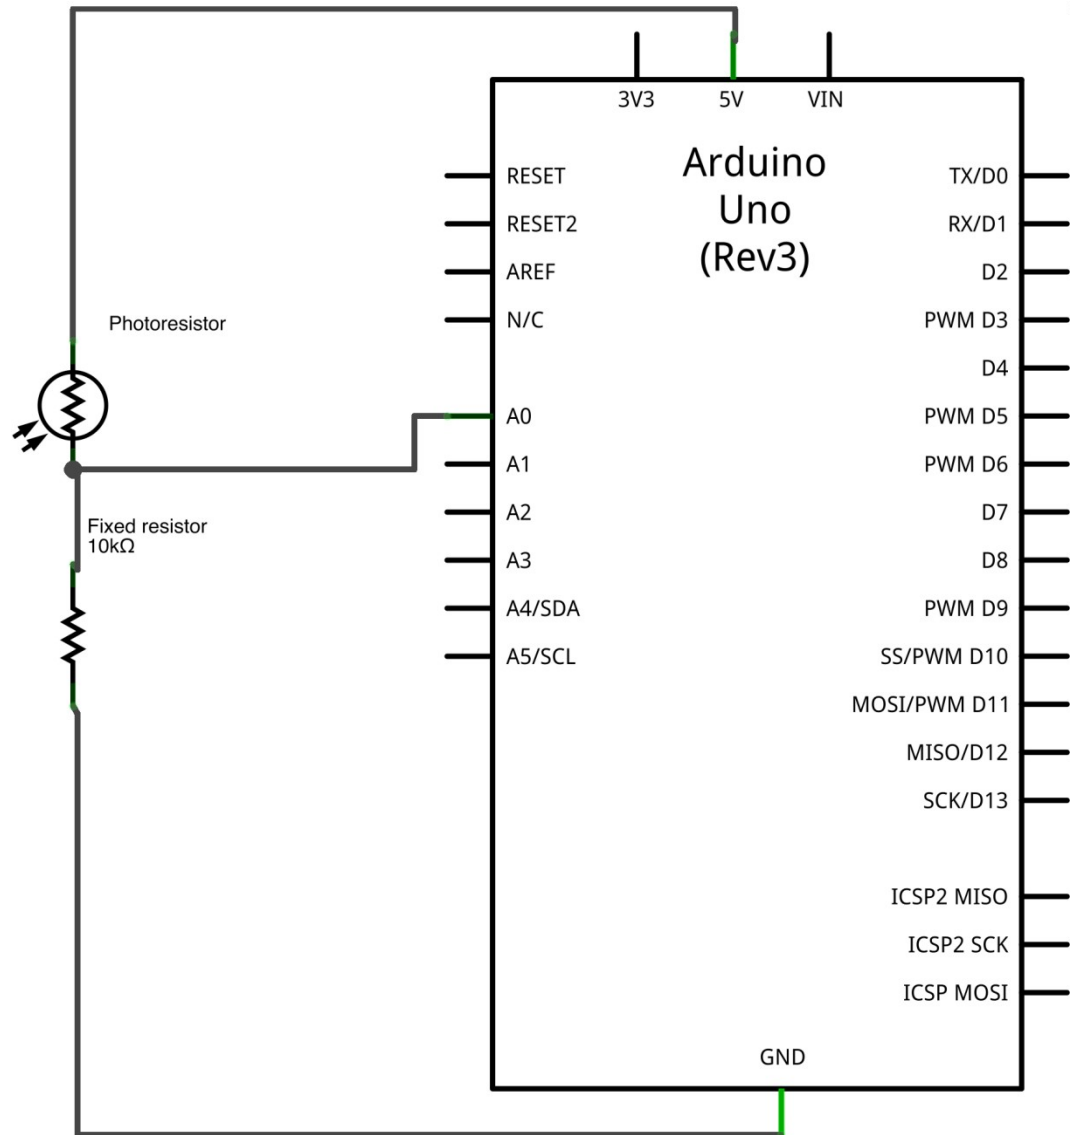 3V3
5V
VIN
Arduino
Uno
(Rev3)
RESET
RESET2
AREF
N/C
A0
A1
A2
A3
A4/SDA
A5/SCL
TX/D0
RX/D1
D2
PWM D3
D4
PWM D5
PWM D6
D7
D8
PWM D9
SS/PWM D10
MOSI/PWM D11
MISO/D12
SCK/D13
ICSP2 MISO
ICSP2 SCK
ICSP MOSI
GND
Photoresistor
Fixed resistor
10kΩ